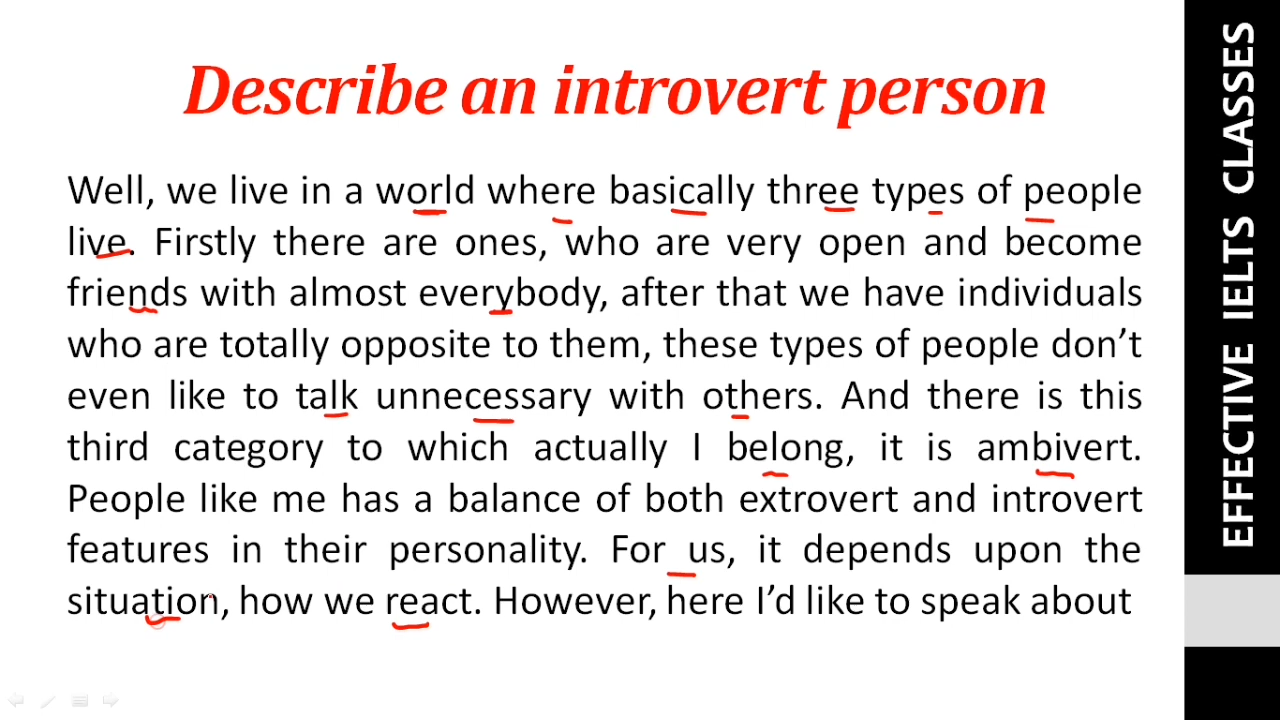 Describe an introvert person
Well, we live in a world where basically three types of people
live. Firstly there are ones, who are very open and become
friends with almost everybody, after that we have individuals
who are totally opposite to them, these types of people don’t
even like to talk unnecessary with others. And there is this
third category to which actually I belong, it is ambivert.
People like me has a balance of both extrovert and introvert
features in their personality. For us, it depends upon the
situation, how we react. However, here I’d like to speak about
EFFECTIVE IELTS CLASSES